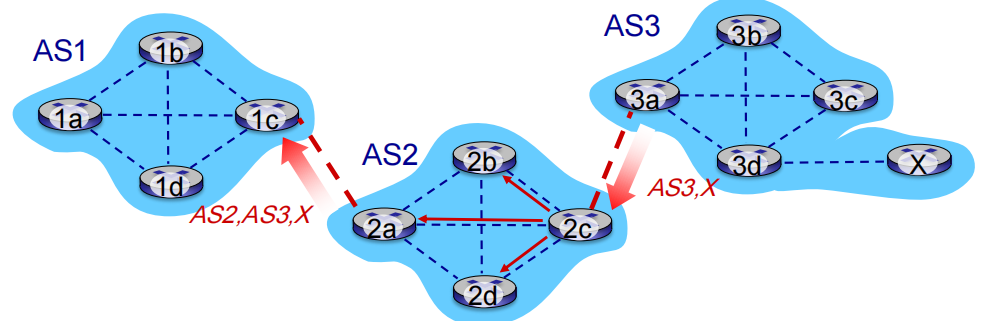 AS1
1b
1a
1c
1d
AS2,AS3,X
AS2
2b
2a
2c
2d
AS3
3b
3a
3c
3d
X
AS3,X